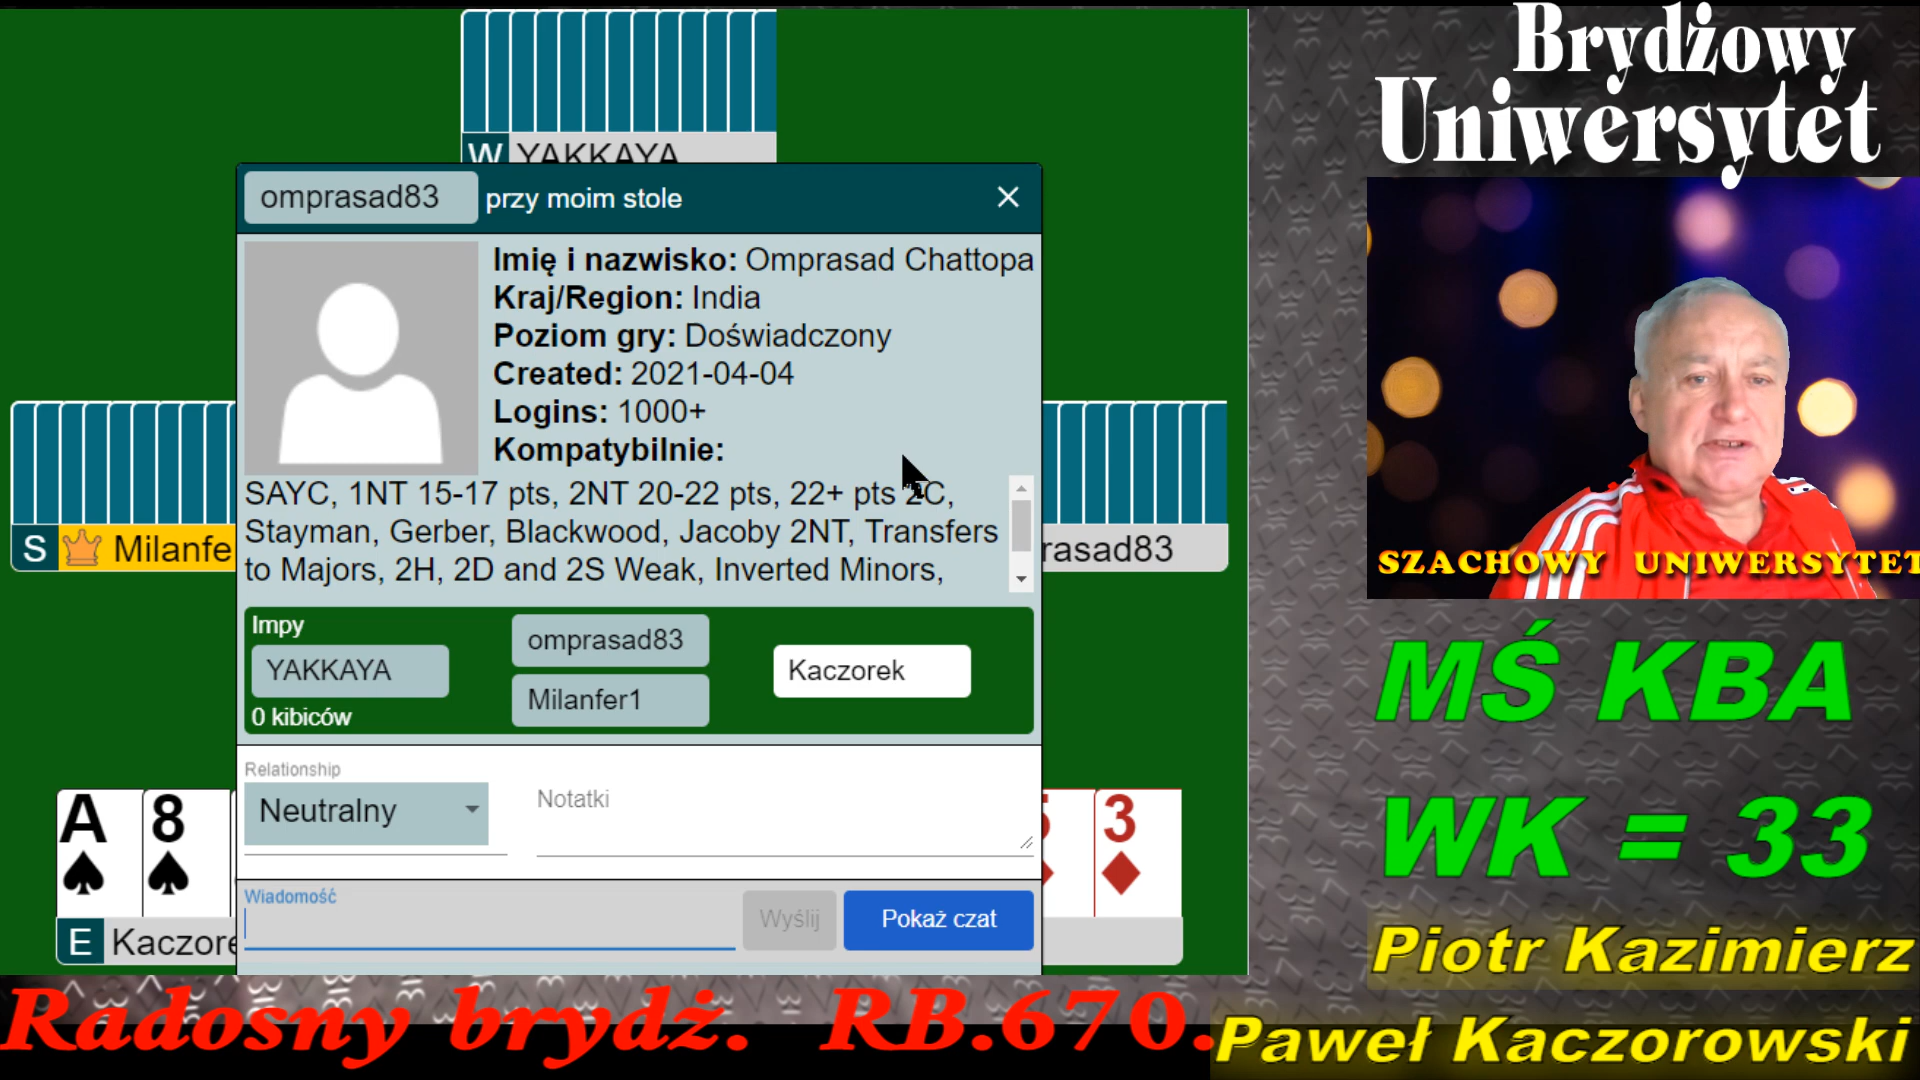 W YAKKAYA
omprasad83 przy moim stole
Imię i nazwisko: Omprasad Chattopa
Kraj/Region: India
Poziom gry: Doświadczony
Created: 2021-04-04
Logins: 1000+
Kompatybilnie:
SAYC, 1NT 15-17 pts, 2NT 20-22 pts, 22+ pts 2C,
Stayman, Gerber, Blackwood, Jacoby 2NT, Transfers
to Majors, 2H, 2D and 2S Weak, Inverted Minors,
S Milanfe
rasad83
Impy
YAKKAYA
0 kibiców
omprasad83
Milanfer1
Kaczorek
Relationship
Neutralny
Notatki
Wiadomość
Wyślij
Pokaż czat
A 8
5 3
E Kaczore
Brydżowy
Uniwersytet
SZACHOWY UNIWERSYTET
MŚ KBA
WK = 33
Piotr Kazimierz
Paweł Kaczorowski
Radosny brydż. RB.670.